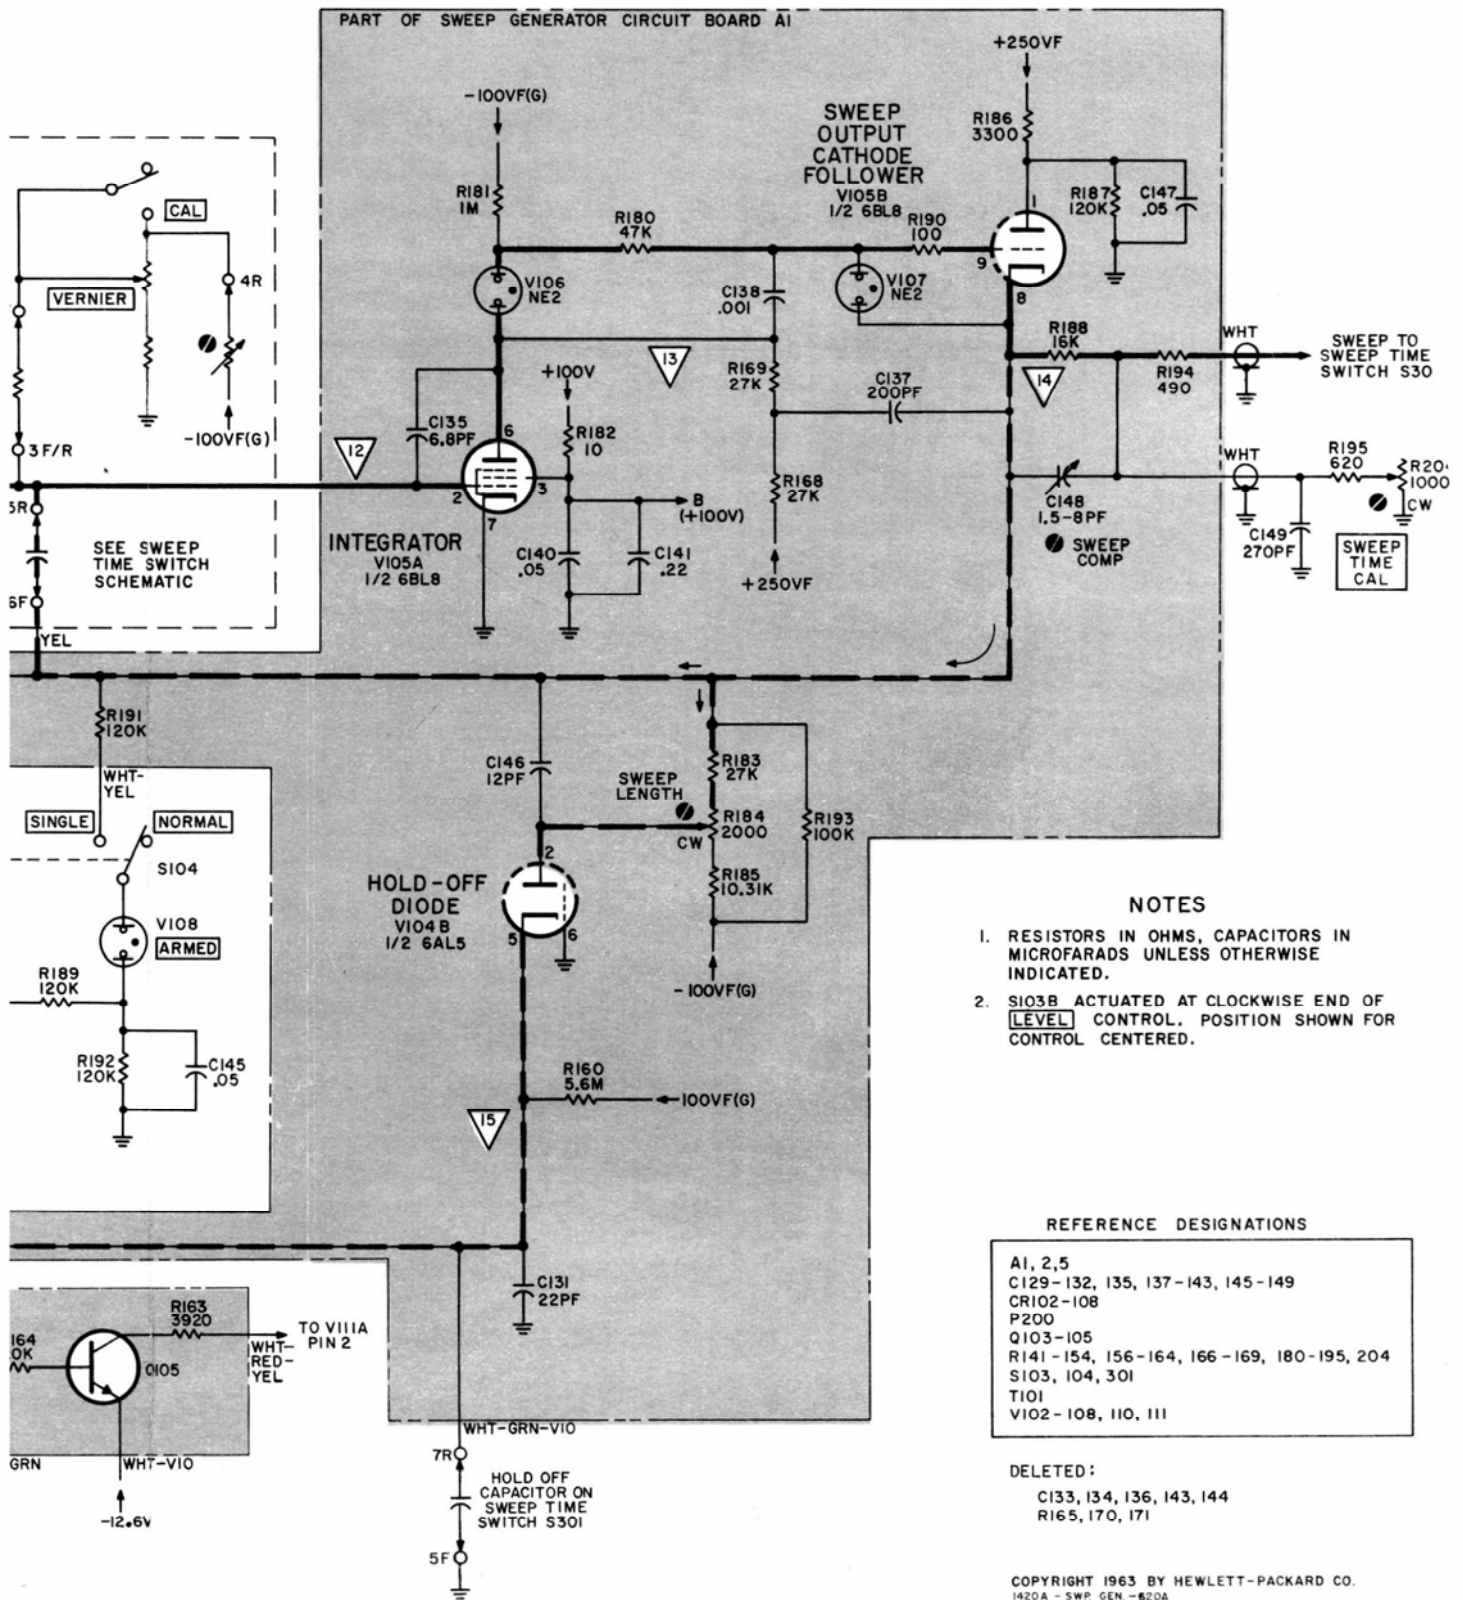 PART OF SWEEP GENERATOR CIRCUIT BOARD A1
+250VF
-100VF(G)
R186
3300
SWEEP
OUTPUT
CATHODE
FOLLOWER
V105B
1/2 6BL8
R181
1M
R187
120K
C147
.05
1
CAL
R180
47K
R190
100
9
8
4R
VERNIER
V106
NE2
C138
.001
V107
NE2
R188
16K
WHT
SWEEP TO
SWEEP TIME
SWITCH S30
13
+100V
R169
27K
C137
200PF
14
R194
490
-100VF(G)
C135
6.8PF
R182
10
6
3F/R
12
WHT
R195
620
1000
CW
2
3
7
B
(+100V)
R168
27K
C148
1.5-8PF
SWEEP
COMP
C149
270PF
SWEEP
TIME
CAL
5R
SEE SWEEP
TIME SWITCH
SCHEMATIC
INTEGRATOR
V105A
1/2 6BL8
C140
.05
C141
.22
+250VF
6F
YEL
R191
120K
WHT-
YEL
C146
12PF
SWEEP
LENGTH
R183
27K
SINGLE
NORMAL
R184
2000
CW
R193
100K
S104
2
HOLD-OFF
DIODE
V104B
1/2 6AL5
R185
10.31K
5
6
V108
ARMED
-100VF(G)
R189
120K
R192
120K
C145
.05
R160
5.6M
100VF(G)
15
NOTES
1. RESISTORS IN OHMS, CAPACITORS IN
MICROFARADS UNLESS OTHERWISE
INDICATED.
2. S103B ACTUATED AT CLOCKWISE END OF
LEVEL CONTROL. POSITION SHOWN FOR
CONTROL CENTERED.
C131
22PF
R163
3920
TO V111A
PIN 2
WHT-
RED-
YEL
164
0K
Q105
GRN
WHT-VIO
-12.6V
WHT-GRN-VIO
7R
HOLD OFF
CAPACITOR ON
SWEEP TIME
SWITCH S301
5F
REFERENCE DESIGNATIONS
A1, 2,5
C129-132, 135, 137-143, 145-149
CR102-108
P200
Q103-105
R141-154, 156-164, 166-169, 180-195, 204
S103, 104, 301
T101
V102-108, 110, 111
DELETED:
C133, 134, 136, 143, 144
R165, 170, 171
COPYRIGHT 1963 BY HEWLETT-PACKARD CO.
1420A - SWP. GEN. -620A